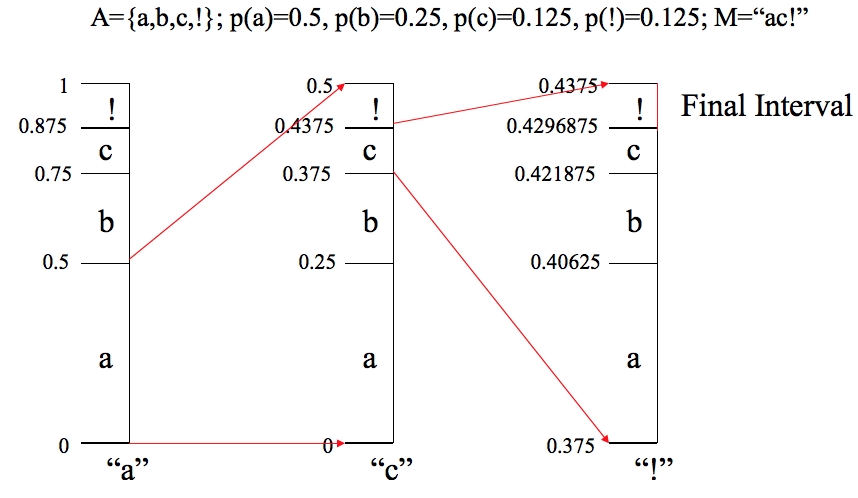 A={a,b,c,!}; p(a)=0.5, p(b)=0.25, p(c)=0.125, p(!)=0.125; M=“ac!”
1
!
0.875
c
0.75
b
0.5
a
0
“a”
0.5
!
0.4375
c
0.375
b
0.25
a
0
“c”
0.4375
!
0.4296875
c
0.421875
b
0.40625
a
0.375
“!”
Final Interval